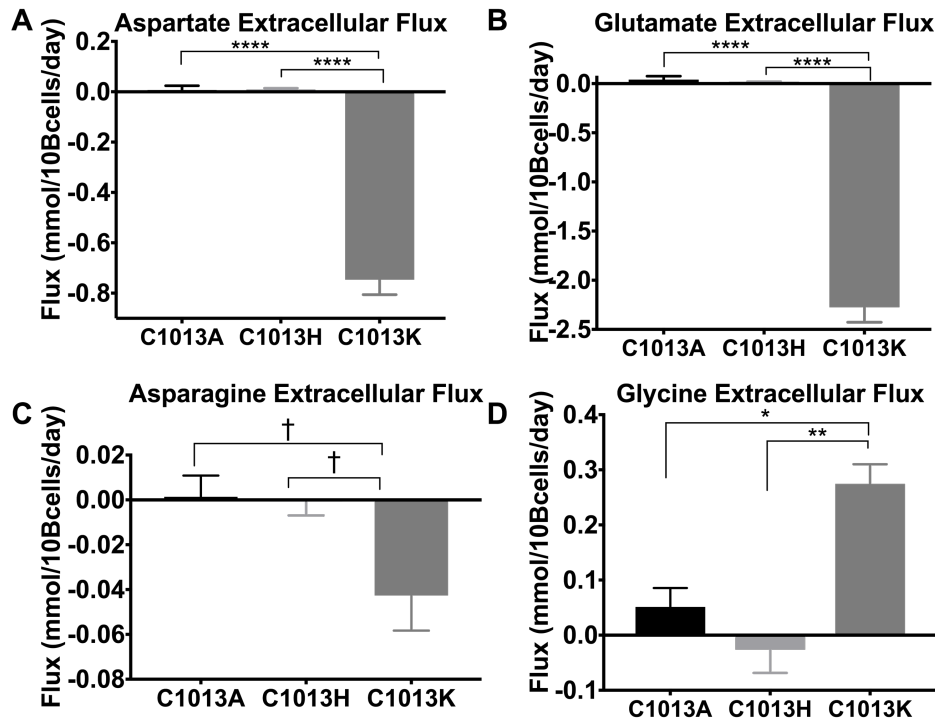 A
Aspartate Extracellular Flux
Flux (mmol/10Bcells/day)
0.2
0.0
-0.2
-0.4
-0.6
-0.8
****
****
C1013A C1013H C1013K
B
Glutamate Extracellular Flux
Flux (mmol/10Bcells/day)
0.0
-0.5
-1.0
-1.5
-2.0
-2.5
****
****
C1013A C1013H C1013K
C
Asparagine Extracellular Flux
Flux (mmol/10Bcells/day)
0.02
0.00
-0.02
-0.04
-0.06
-0.08
†
†
C1013A C1013H C1013K
D
Glycine Extracellular Flux
Flux (mmol/10Bcells/day)
0.4
0.3
0.2
0.1
0.0
-0.1
*
**
C1013A C1013H C1013K